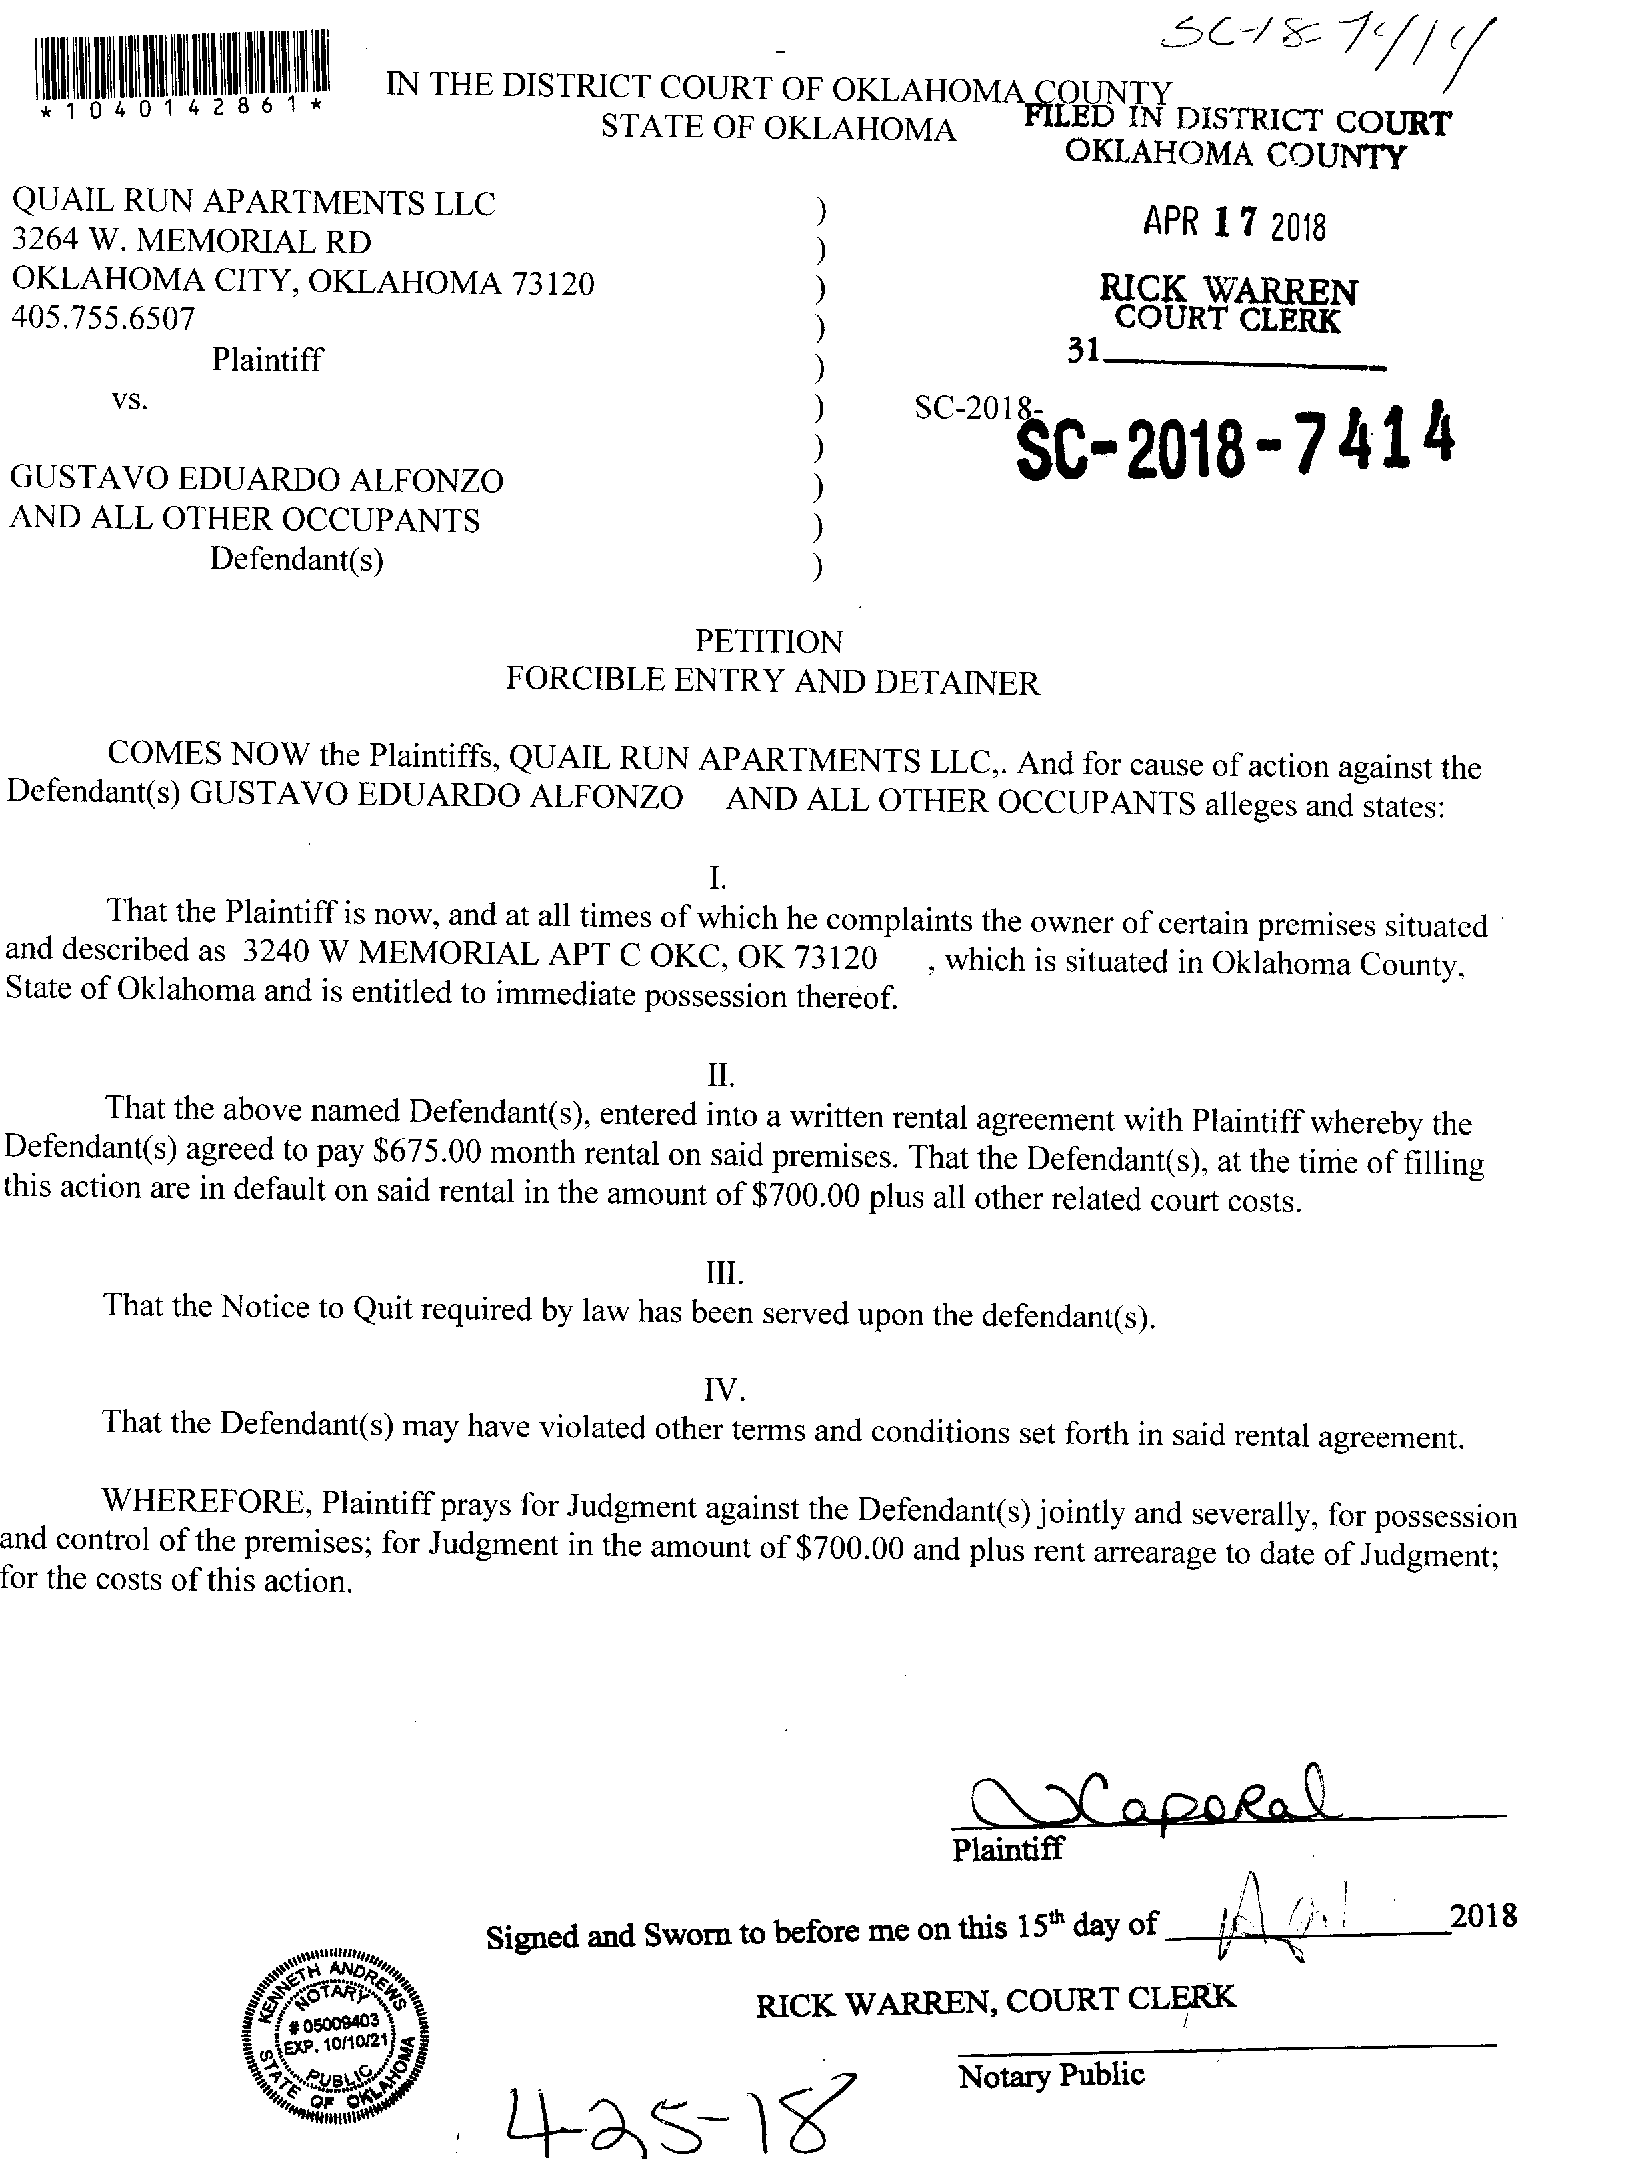 SC-18-7414
*1040142861*
IN THE DISTRICT COURT OF OKLAHOMA COUNTY
STATE OF OKLAHOMA
FILED IN DISTRICT COURT
OKLAHOMA COUNTY
QUAIL RUN APARTMENTS LLC )
3264 W. MEMORIAL RD )
OKLAHOMA CITY, OKLAHOMA 73120 )
405.755.6507 )
Plaintiff )
vs. )
)
GUSTAVO EDUARDO ALFONZO )
AND ALL OTHER OCCUPANTS )
Defendant(s) )
APR 17 2018
RICK WARREN
COURT CLERK
31
SC-2018-
SC-2018-7414
PETITION
FORCIBLE ENTRY AND DETAINER
COMES NOW the Plaintiffs, QUAIL RUN APARTMENTS LLC,. And for cause of action against the
Defendant(s) GUSTAVO EDUARDO ALFONZO AND ALL OTHER OCCUPANTS alleges and states:
I.
That the Plaintiff is now, and at all times of which he complaints the owner of certain premises situated
and described as 3240 W MEMORIAL APT C OKC, OK 73120 , which is situated in Oklahoma County,
State of Oklahoma and is entitled to immediate possession thereof.
II.
That the above named Defendant(s), entered into a written rental agreement with Plaintiff whereby the
Defendant(s) agreed to pay $675.00 month rental on said premises. That the Defendant(s), at the time of filling
this action are in default on said rental in the amount of $700.00 plus all other related court costs.
III.
That the Notice to Quit required by law has been served upon the defendant(s).
IV.
That the Defendant(s) may have violated other terms and conditions set forth in said rental agreement.
WHEREFORE, Plaintiff prays for Judgment against the Defendant(s) jointly and severally, for possession
and control of the premises; for Judgment in the amount of $700.00 and plus rent arrearage to date of Judgment;
for the costs of this action.
Caporal
Plaintiff
Signed and Sworn to before me on this 15th day of April 2018
RICK WARREN, COURT CLERK
Notary Public
KENNETH ANDREWS
NOTARY
# 05009403
EXP. 10/10/21
PUBLIC
STATE OF OKLAHOMA
4-25-18